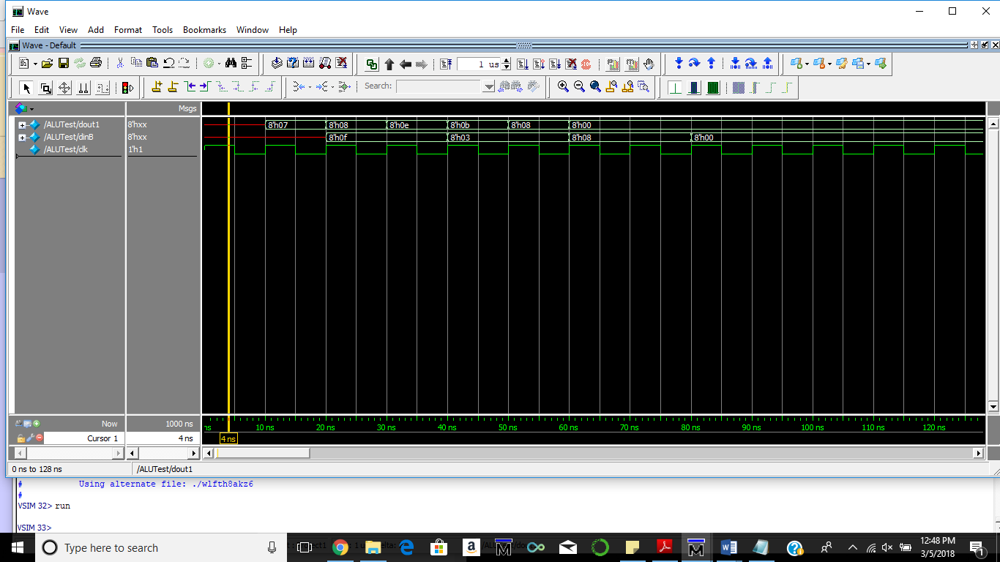 Wave
File Edit View Add Format Tools Bookmarks Window Help
Wave - Default
1 us
Search:
Msgs
/ALUTest/dout1 8'hxx 8'h07 8'h08 8'h0e 8'h0b 8'h08 8'h00
/ALUTest/dinB 8'hxx 8'h0f 8'h03 8'h08 8'h00
/ALUTest/clk 1'h1
Now 1000 ns ns 10 ns 20 ns 30 ns 40 ns 50 ns 60 ns 70 ns 80 ns 90 ns 100 ns 110 ns 120 ns
Cursor 1 4 ns 4 ns
0 ns to 128 ns /ALUTest/dout1
# Using alternate file: ./wlfth8akz6
#
VSIM 32> run
VSIM 33>
Type here to search
12:48 PM
3/5/2018
1